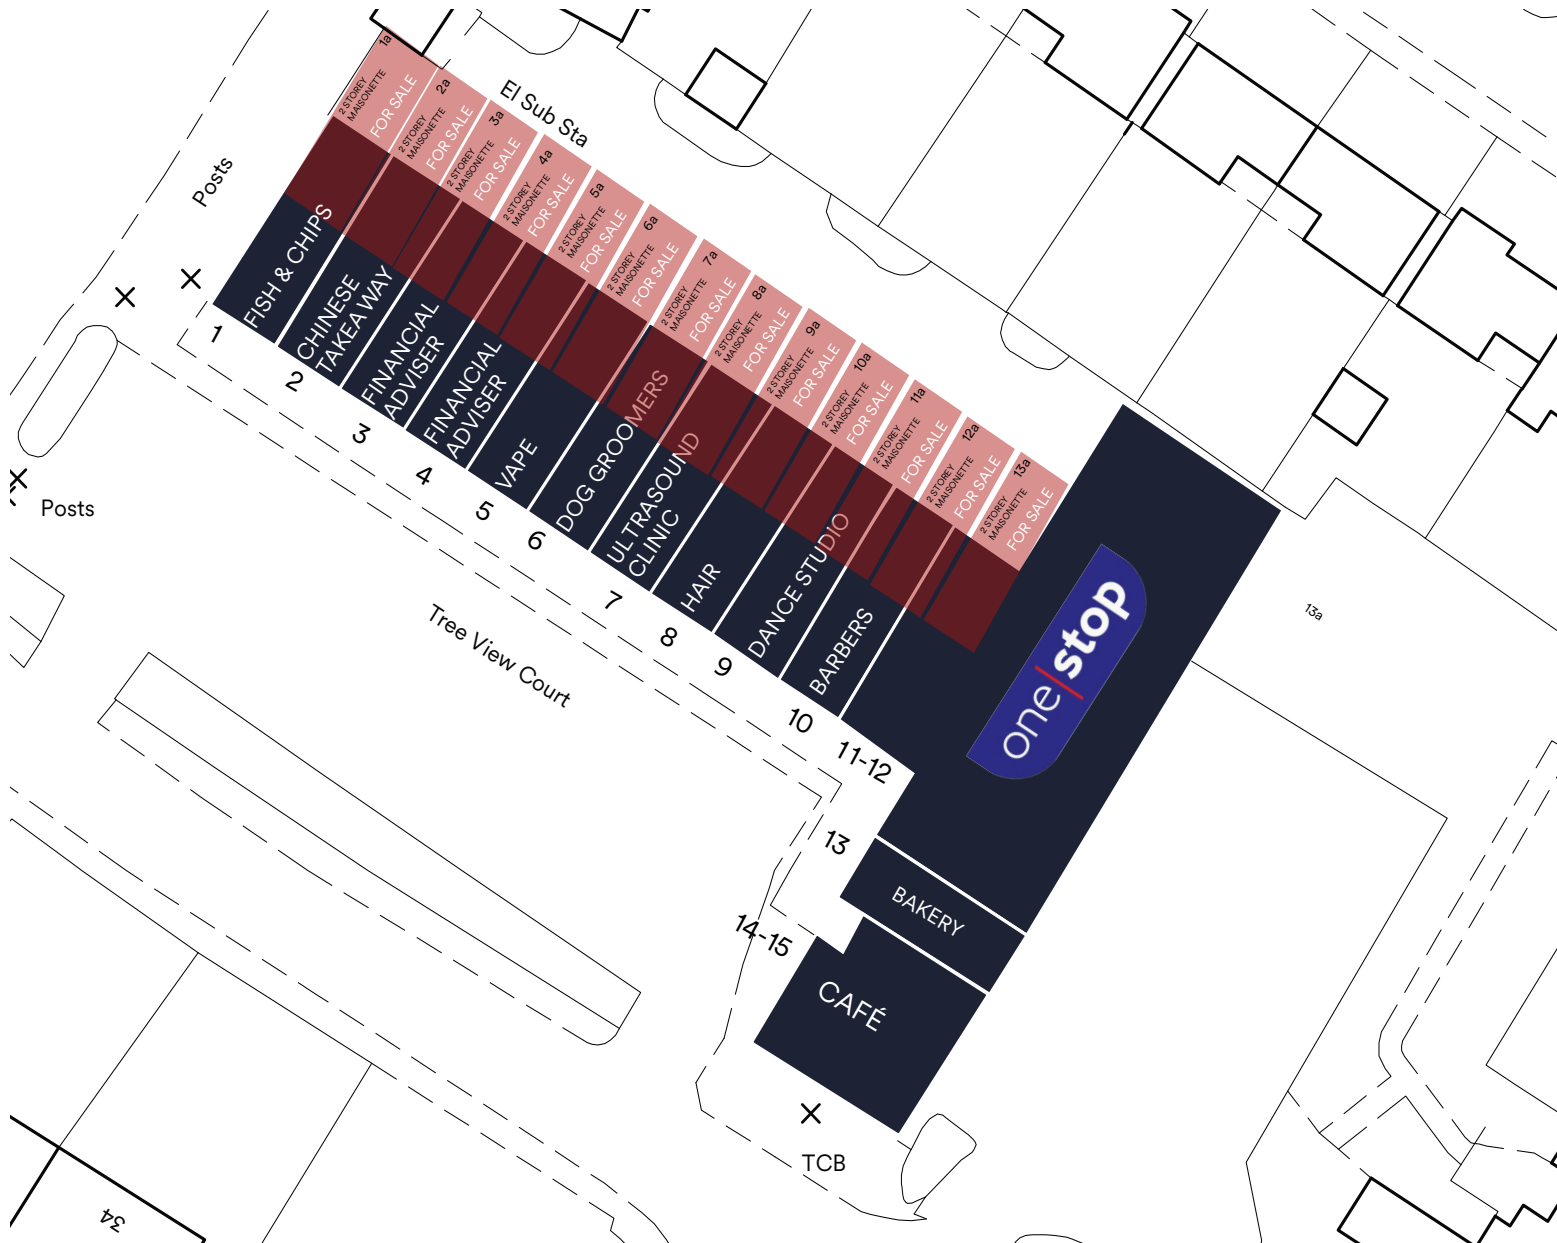 1a
2 STOREY
MAISONETTE
FOR SALE
2a
2 STOREY
MAISONETTE
FOR SALE
3a
2 STOREY
MAISONETTE
FOR SALE
4a
2 STOREY
MAISONETTE
FOR SALE
5a
2 STOREY
MAISONETTE
FOR SALE
6a
2 STOREY
MAISONETTE
FOR SALE
7a
2 STOREY
MAISONETTE
FOR SALE
8a
2 STOREY
MAISONETTE
FOR SALE
9a
2 STOREY
MAISONETTE
FOR SALE
10a
2 STOREY
MAISONETTE
FOR SALE
11a
2 STOREY
MAISONETTE
FOR SALE
12a
2 STOREY
MAISONETTE
FOR SALE
13a
2 STOREY
MAISONETTE
FOR SALE
El Sub Sta
Posts
Posts
FISH & CHIPS
1
CHINESE
TAKEAWAY
2
FINANCIAL
ADVISER
3
FINANCIAL
ADVISER
4
VAPE
5
DOG GROOMERS
6
ULTRASOUND
CLINIC
7
HAIR
8
DANCE STUDIO
9
BARBERS
10
11-12
one|stop
13
BAKERY
14-15
CAFÉ
Tree View Court
13a
TCB
34